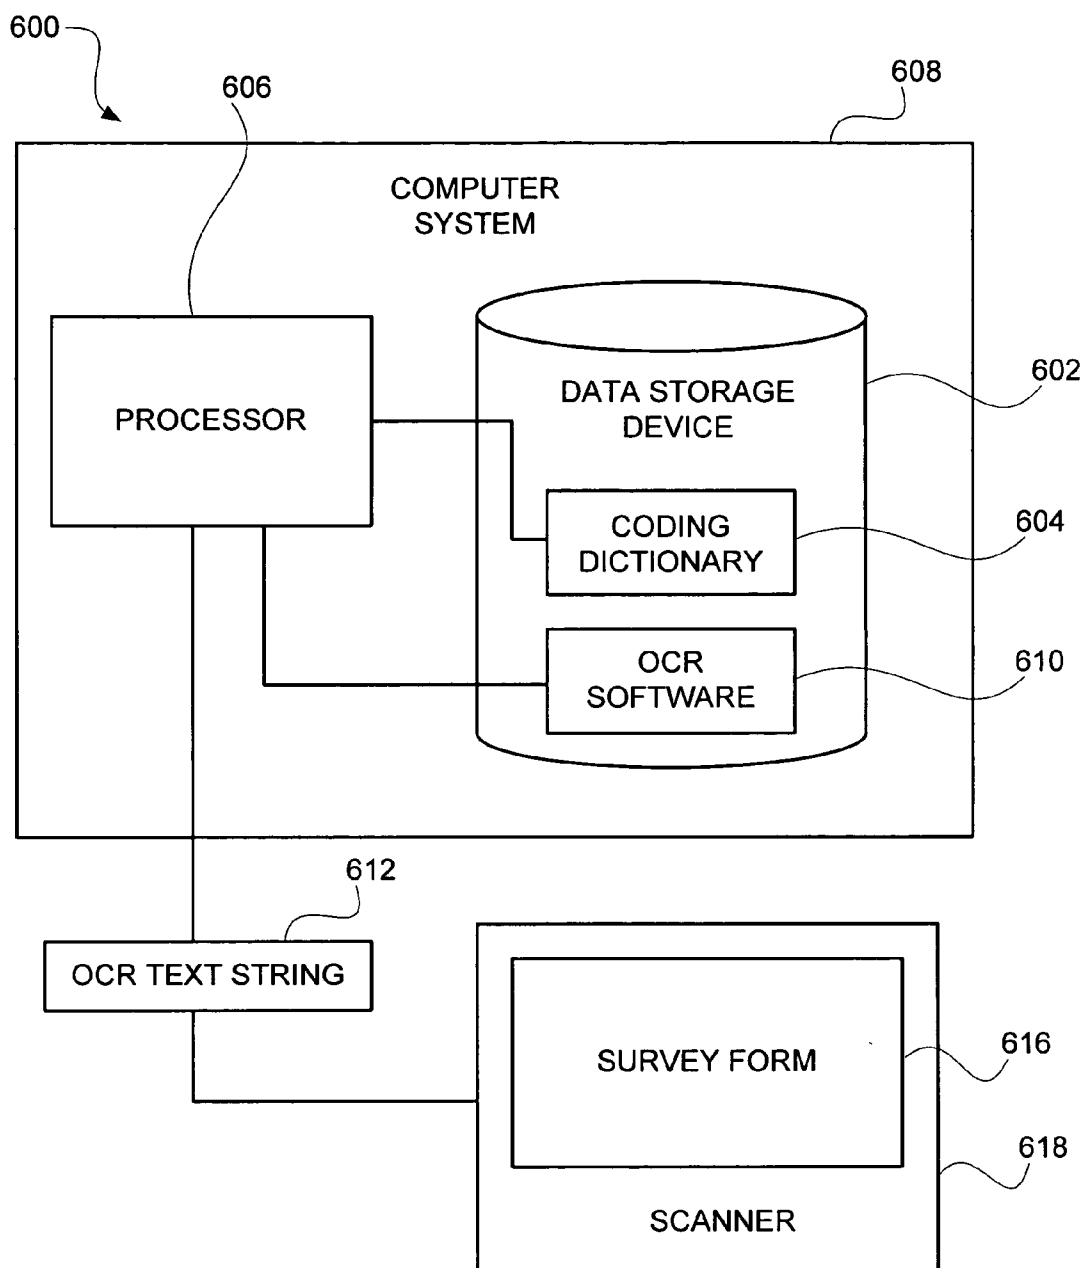 600
606
608
COMPUTER
SYSTEM
602
PROCESSOR
DATA STORAGE
DEVICE
604
CODING
DICTIONARY
610
OCR
SOFTWARE
612
OCR TEXT STRING
616
SURVEY FORM
618
SCANNER